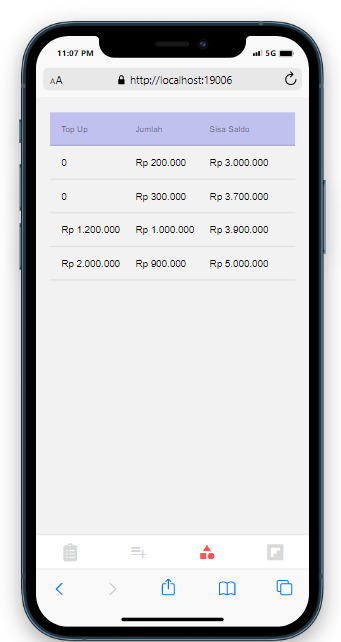 11:07 PM 5G
AA http://localhost:19006
Top Up Jumlah Sisa Saldo
0 Rp 200.000 Rp 3.000.000
0 Rp 300.000 Rp 3.700.000
Rp 1.200.000 Rp 1.000.000 Rp 3.900.000
Rp 2.000.000 Rp 900.000 Rp 5.000.000